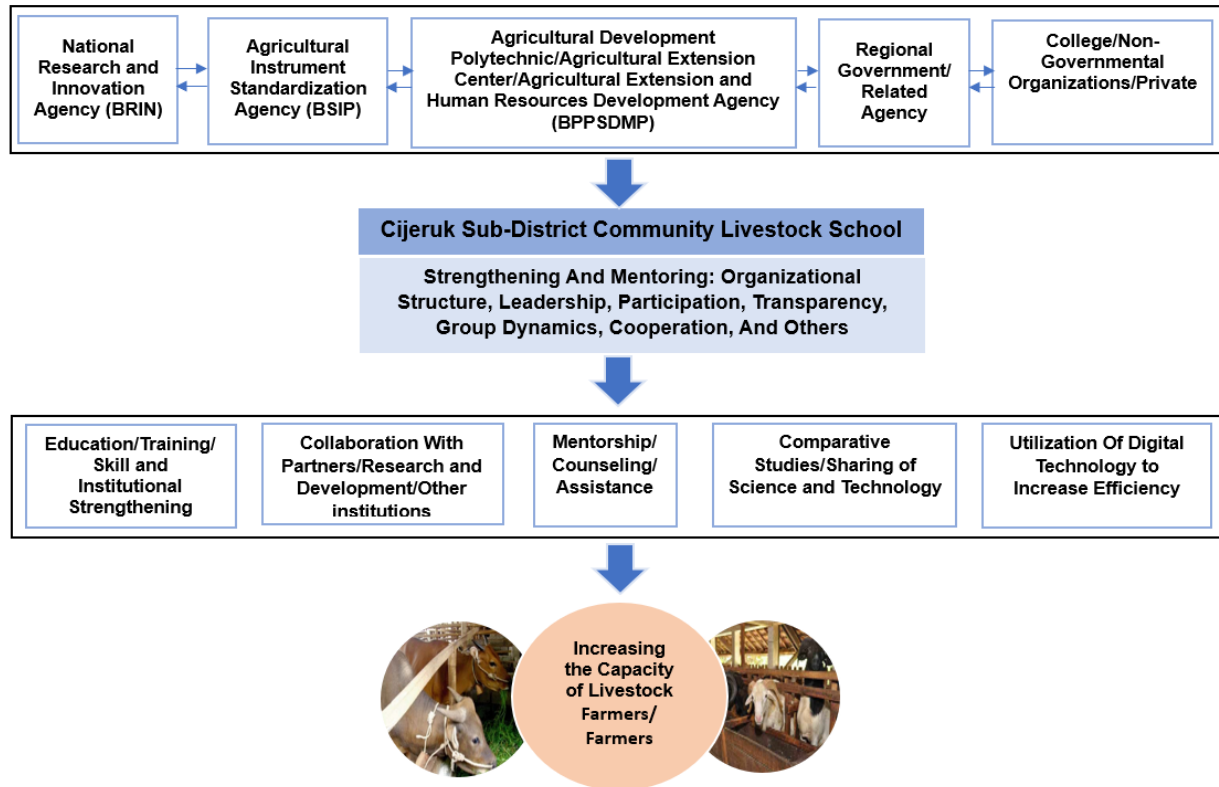 National
Research and
Innovation
Agency (BRIN)
Agricultural
Instrument
Standardization
Agency (BSIP)
Agricultural Development
Polytechnic/Agricultural Extension
Center/Agricultural Extension and
Human Resources Development Agency
(BPPSDMP)
Regional
Government/
Related
Agency
College/Non-
Governmental
Organizations/Private
Cijeruk Sub-District Community Livestock School
Strengthening And Mentoring: Organizational
Structure, Leadership, Participation, Transparency,
Group Dynamics, Cooperation, And Others
Education/Training/
Skill and
Institutional
Strengthening
Collaboration With
Partners/Research and
Development/Other
institutions
Mentorship/
Counseling/
Assistance
Comparative
Studies/Sharing of
Science and Technology
Utilization Of Digital
Technology to
Increase Efficiency
Increasing
the Capacity
of Livestock
Farmers/
Farmers